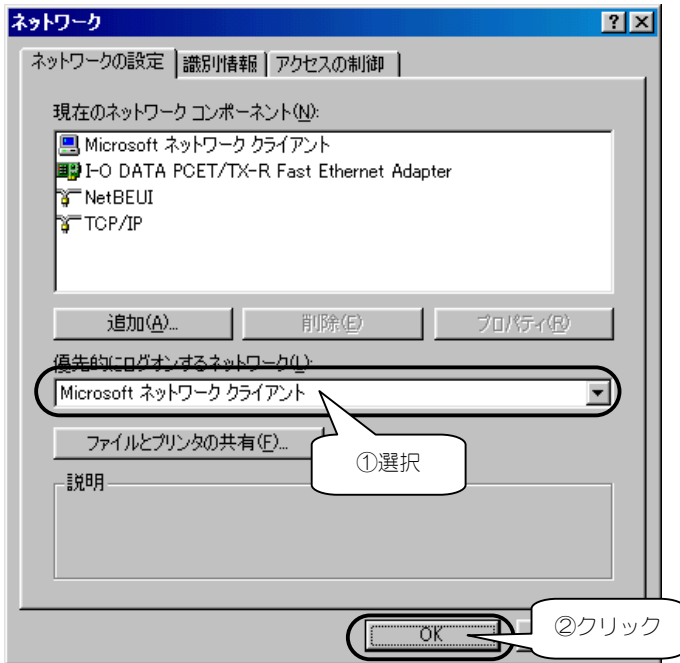 ネットワーク
ネットワークの設定 識別情報 アクセスの制御
現在のネットワーク コンポーネント(N):
Microsoft ネットワーク クライアント
I-O DATA PCET/TX-R Fast Ethernet Adapter
NetBEUI
TCP/IP
追加(A)... 削除(E) プロパティ(R)
優先的にログオンするネットワーク(L):
Microsoft ネットワーク クライアント
ファイルとプリンタの共有(F)...
①選択
説明
OK
②クリック